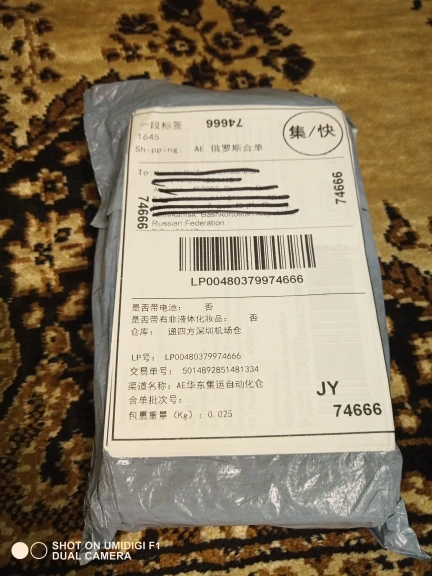 一段标签
74666
集/快
1645
Shipping: AE 俄罗斯合单
To:
74666
74666
Russian Federation
LP00480379974666
是否带电池: 否
是否带有非液体化妆品: 否
仓库: 递四方深圳机场仓
LP号: LP00480379974666
交易单号: 5014892851481334
渠道名称: AE华东集运自动化仓
合单批次号:
包裹重量 (Kg) : 0.025
JY
74666
SHOT ON UMIDIGI F1
DUAL CAMERA